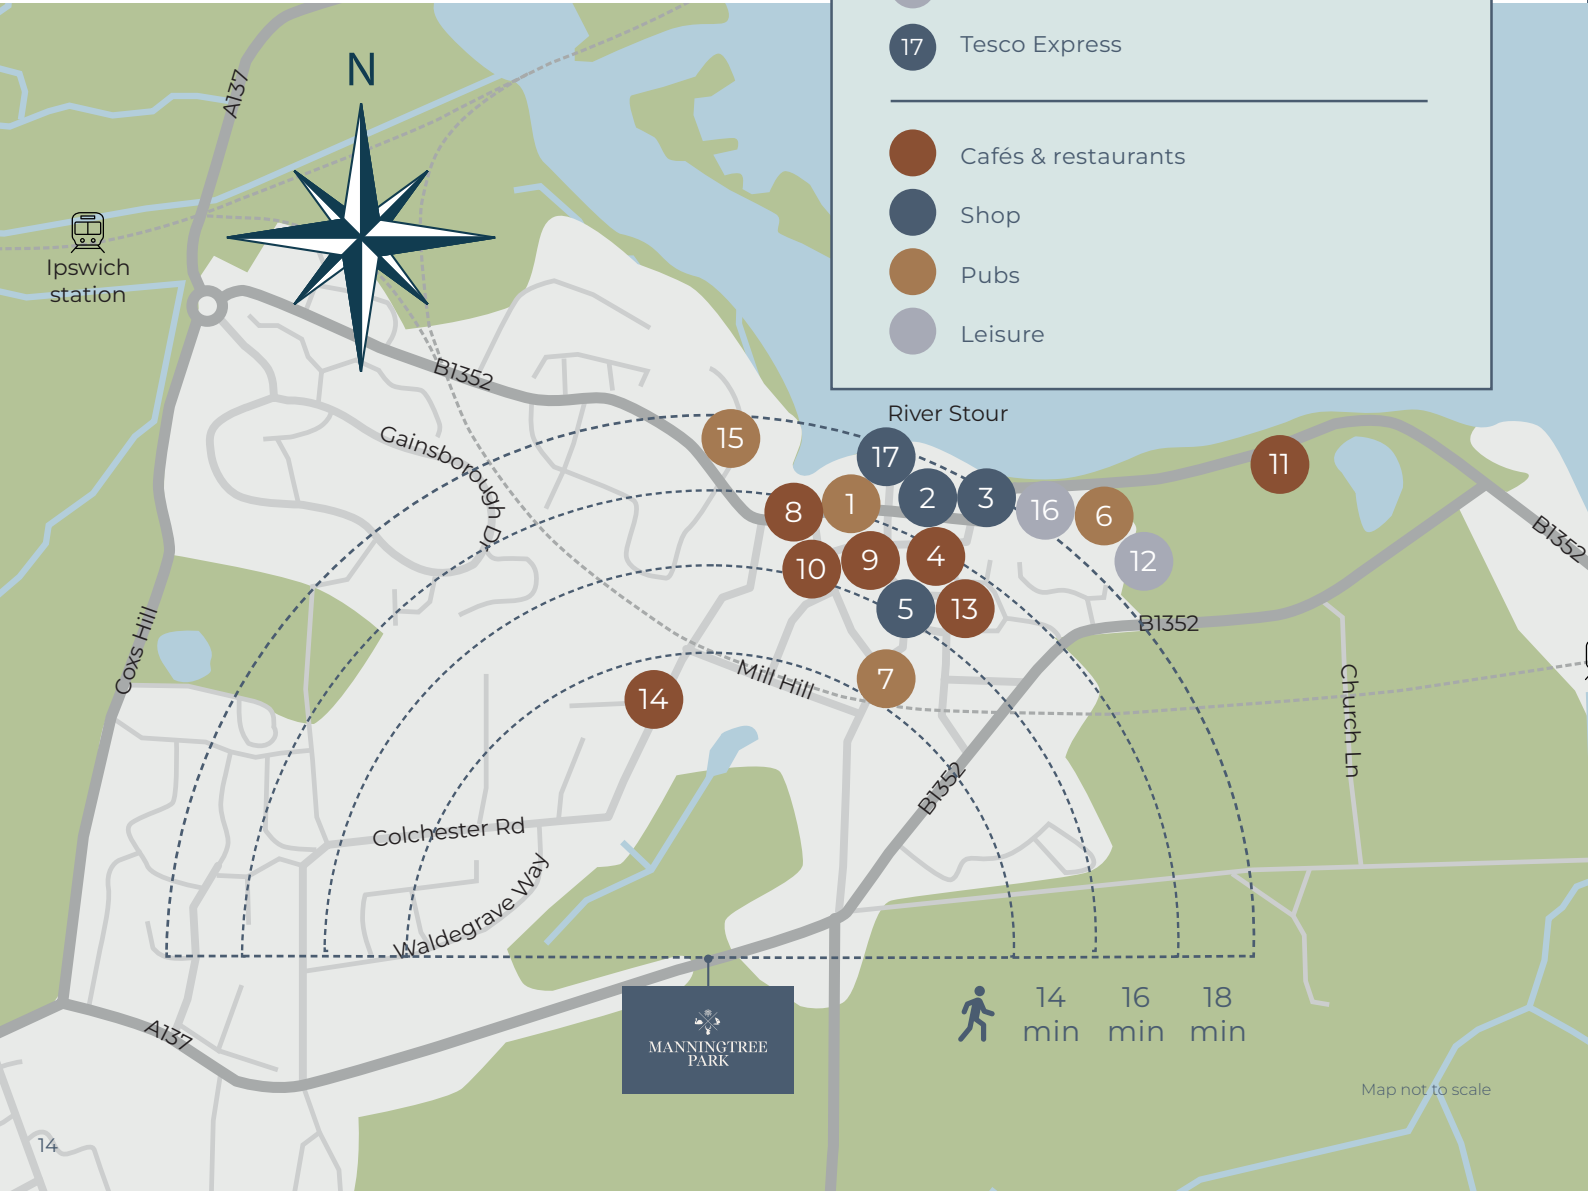 17 Tesco Express
Cafés & restaurants
Shop
Pubs
Leisure
N
A137
Ipswich
station
B1352
River Stour
Gainsborough Dr
15
17
11
8
1
2
3
16
6
B1352
10
9
4
12
5
13
B1352
Coxs Hill
Mill Hill
7
14
Church Ln
B1352
Colchester Rd
Waldegrave Way
14
min
16
min
18
min
A137
MANNINGTREE
PARK
Map not to scale
14